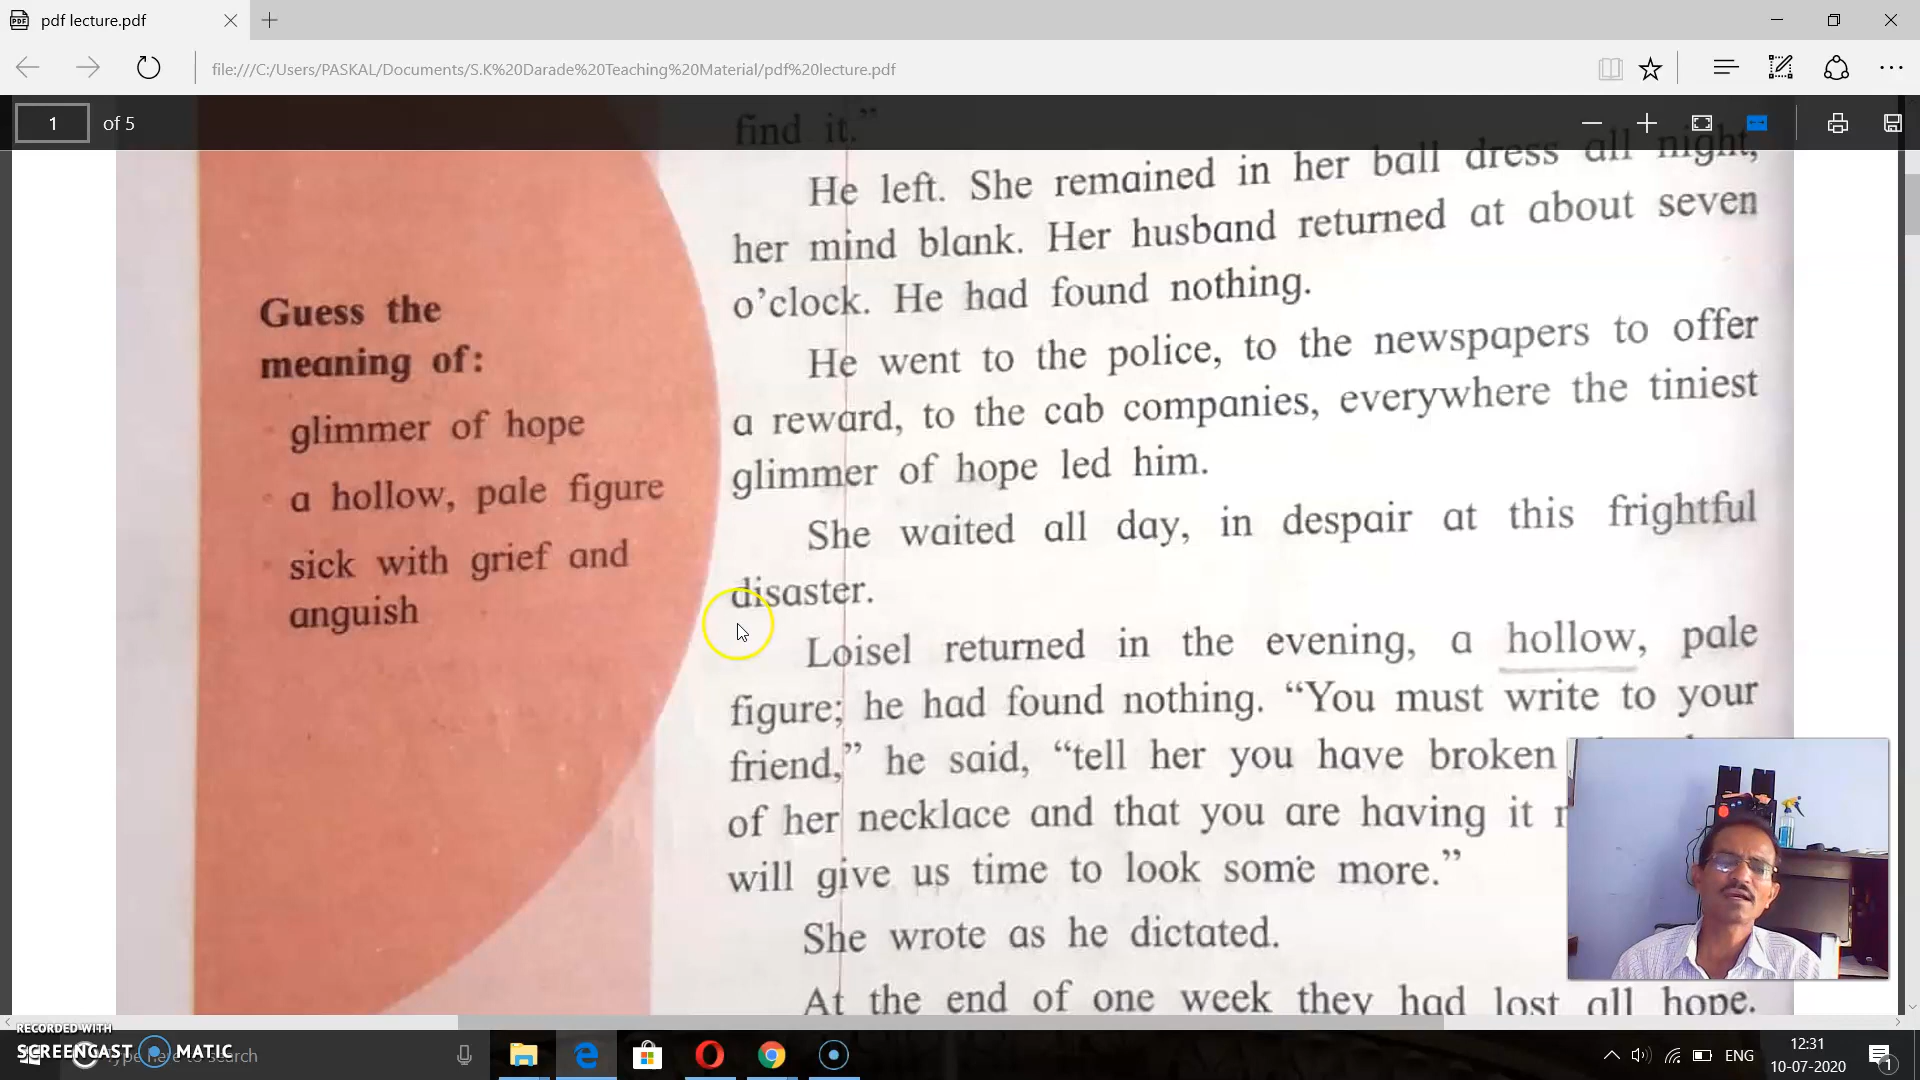 pdf lecture.pdf
file:///C:/Users/PASKAL/Documents/S.K%20Darade%20Teaching%20Material/pdf%20lecture.pdf
1 of 5
find it."
He left. She remained in her ball dress all night,
her mind blank. Her husband returned at about seven
o'clock. He had found nothing.
He went to the police, to the newspapers to offer
a reward, to the cab companies, everywhere the tiniest
glimmer of hope led him.
She waited all day, in despair at this frightful
disaster.
Loisel returned in the evening, a hollow, pale
figure; he had found nothing. "You must write to your
friend," he said, "tell her you have broken
of her necklace and that you are having it
will give us time to look some more."
She wrote as he dictated.
At the end of one week they had lost all hope.
Guess the
meaning of:
glimmer of hope
a hollow, pale figure
sick with grief and
anguish
RECORDED WITH
SCREENCAST MATIC
Type here to search
ENG
12:31
10-07-2020
1